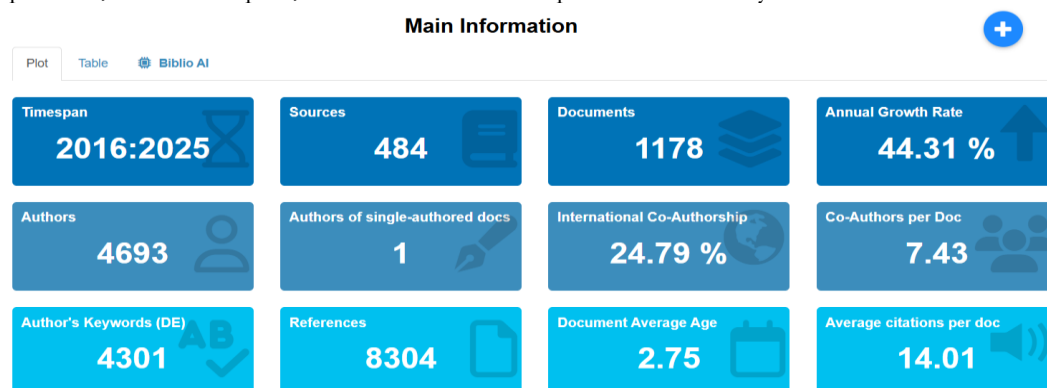 Main Information
Plot Table Biblio AI
Timespan Sources Documents Annual Growth Rate
2016:2025 484 1178 44.31 %
Authors Authors of single-authored docs International Co-Authorship Co-Authors per Doc
4693 1 24.79 % 7.43
Author's Keywords (DE) References Document Average Age Average citations per doc
4301 8304 2.75 14.01